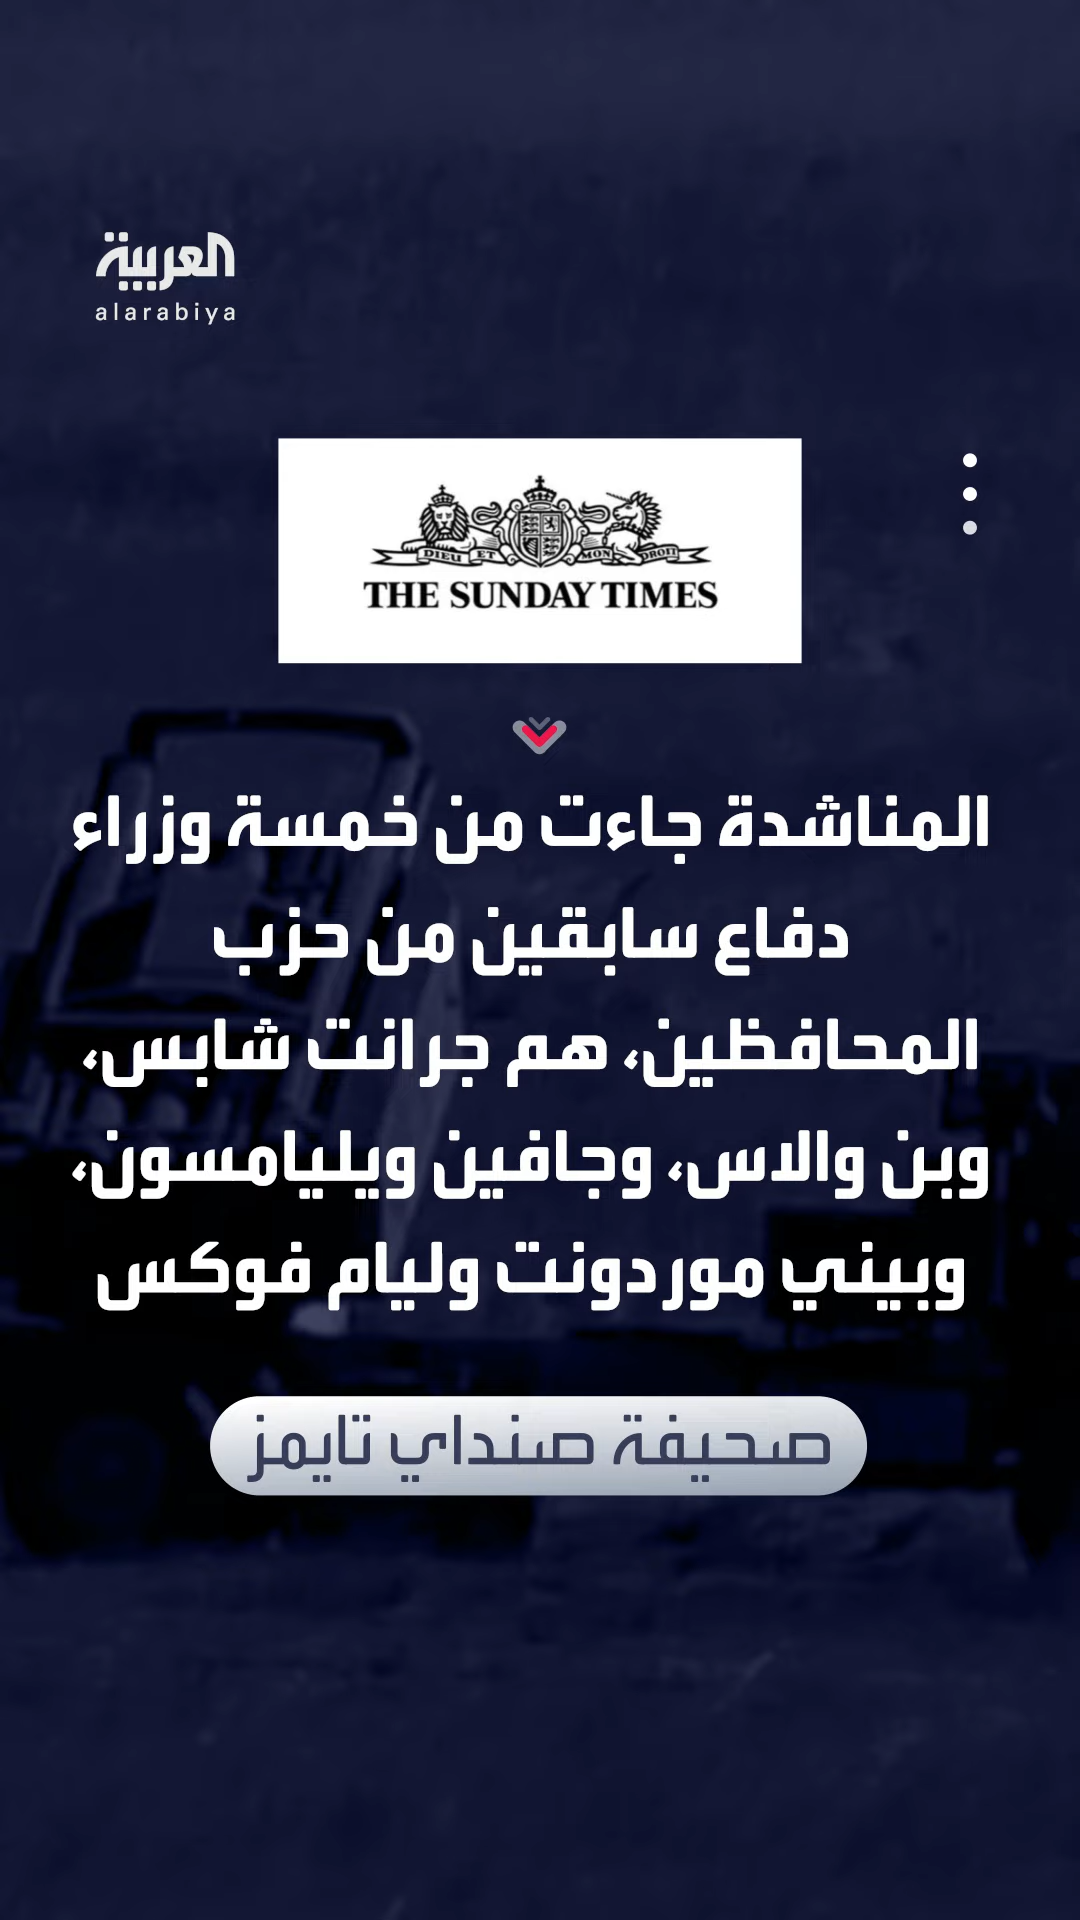 العربية
alarabiya
DIEU ET MON DROIT
THE SUNDAY TIMES
المناشدة جاءت من خمسة وزراء
دفاع سابقين من حزب
المحافظين، هم جرانت شابس،
وبن والاس، وجافين ويليامسون،
وبيني موردونت وليام فوكس
صحيفة صنداي تايمز